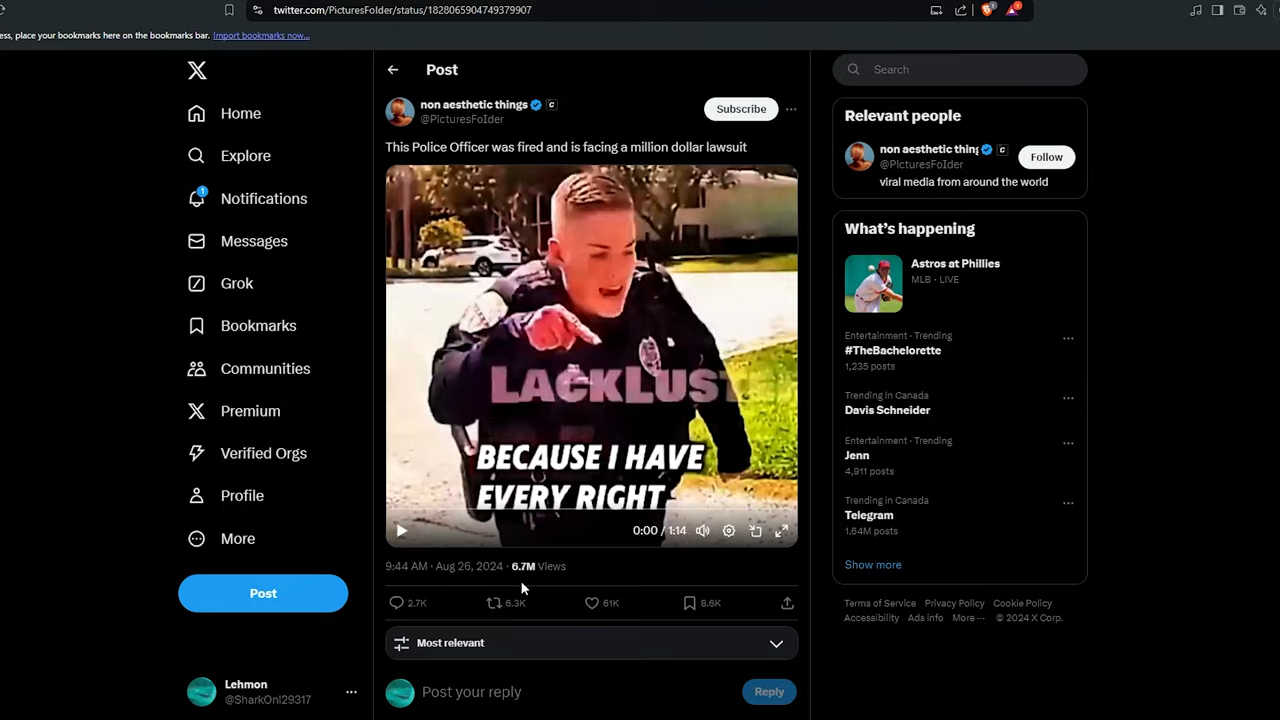 twitter.com/PicturesFolder/status/1828065904749379907
ess, place your bookmarks here on the bookmarks bar. Import bookmarks now...
Home
Explore
1
Notifications
Messages
Grok
Bookmarks
Communities
Premium
Verified Orgs
Profile
More
Post
Lehmon
@SharkOni29317
Post
non aesthetic things
@PIcturesFoIder
Subscribe
This Police Officer was fired and is facing a million dollar lawsuit
LACKLUSTER
BECAUSE I HAVE
EVERY RIGHT
0:00 / 1:14
9:44 AM · Aug 26, 2024 · 6.7M Views
2.7K 6.3K 61K 8.6K
Most relevant
Post your reply
Reply
Search
Relevant people
non aesthetic thing
@PIcturesFoIder
Follow
viral media from around the world
What's happening
Astros at Phillies
MLB · LIVE
Entertainment · Trending
#TheBachelorette
1,235 posts
Trending in Canada
Davis Schneider
Entertainment · Trending
Jenn
4,911 posts
Trending in Canada
Telegram
1.64M posts
Show more
Terms of Service Privacy Policy Cookie Policy
Accessibility Ads info More ··· © 2024 X Corp.